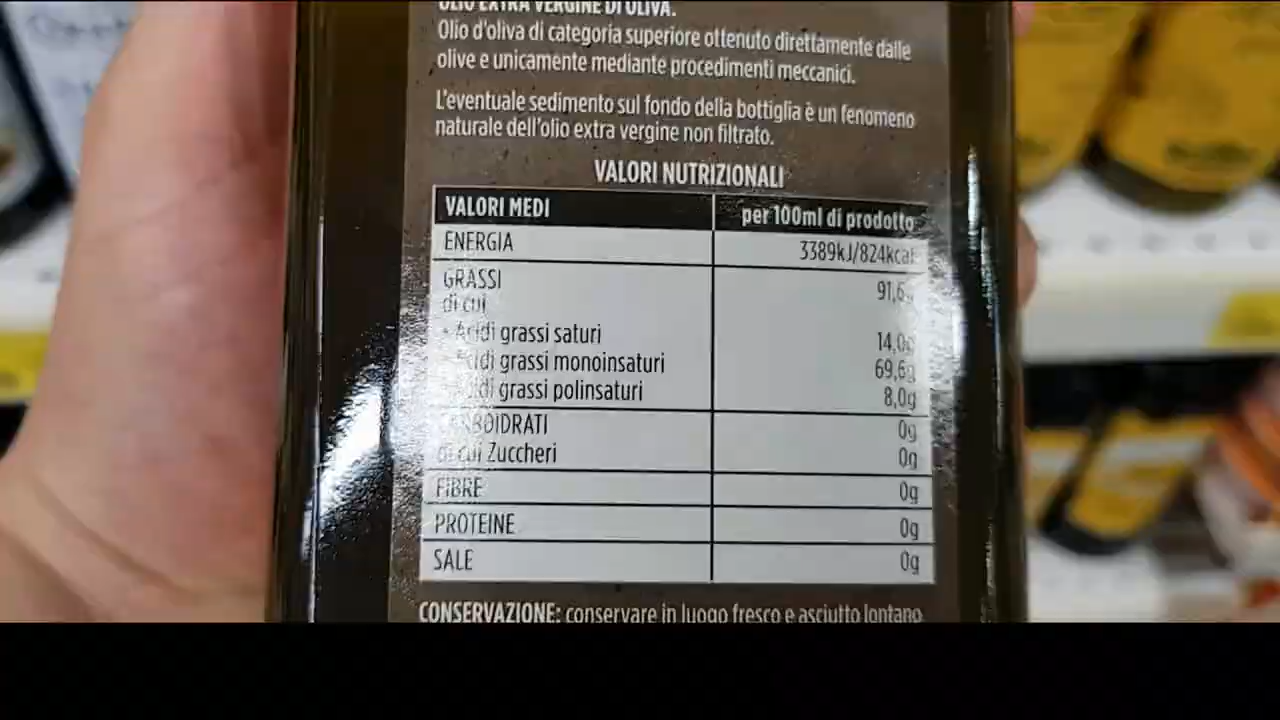 OLIO EXTRA VERGINE DI OLIVA.
Olio d'oliva di categoria superiore ottenuto direttamente dalle
olive e unicamente mediante procedimenti meccanici.
L'eventuale sedimento sul fondo della bottiglia è un fenomeno
naturale dell'olio extra vergine non filtrato.
VALORI NUTRIZIONALI
VALORI MEDI per 100ml di prodotto
ENERGIA 3389kJ/824kcal
GRASSI 91,6g
di cui
- Acidi grassi saturi 14,0g
- Acidi grassi monoinsaturi 69,6g
- Acidi grassi polinsaturi 8,0g
CARBOIDRATI 0g
di cui Zuccheri 0g
FIBRE 0g
PROTEINE 0g
SALE 0g
CONSERVAZIONE: conservare in luogo fresco e asciutto lontano